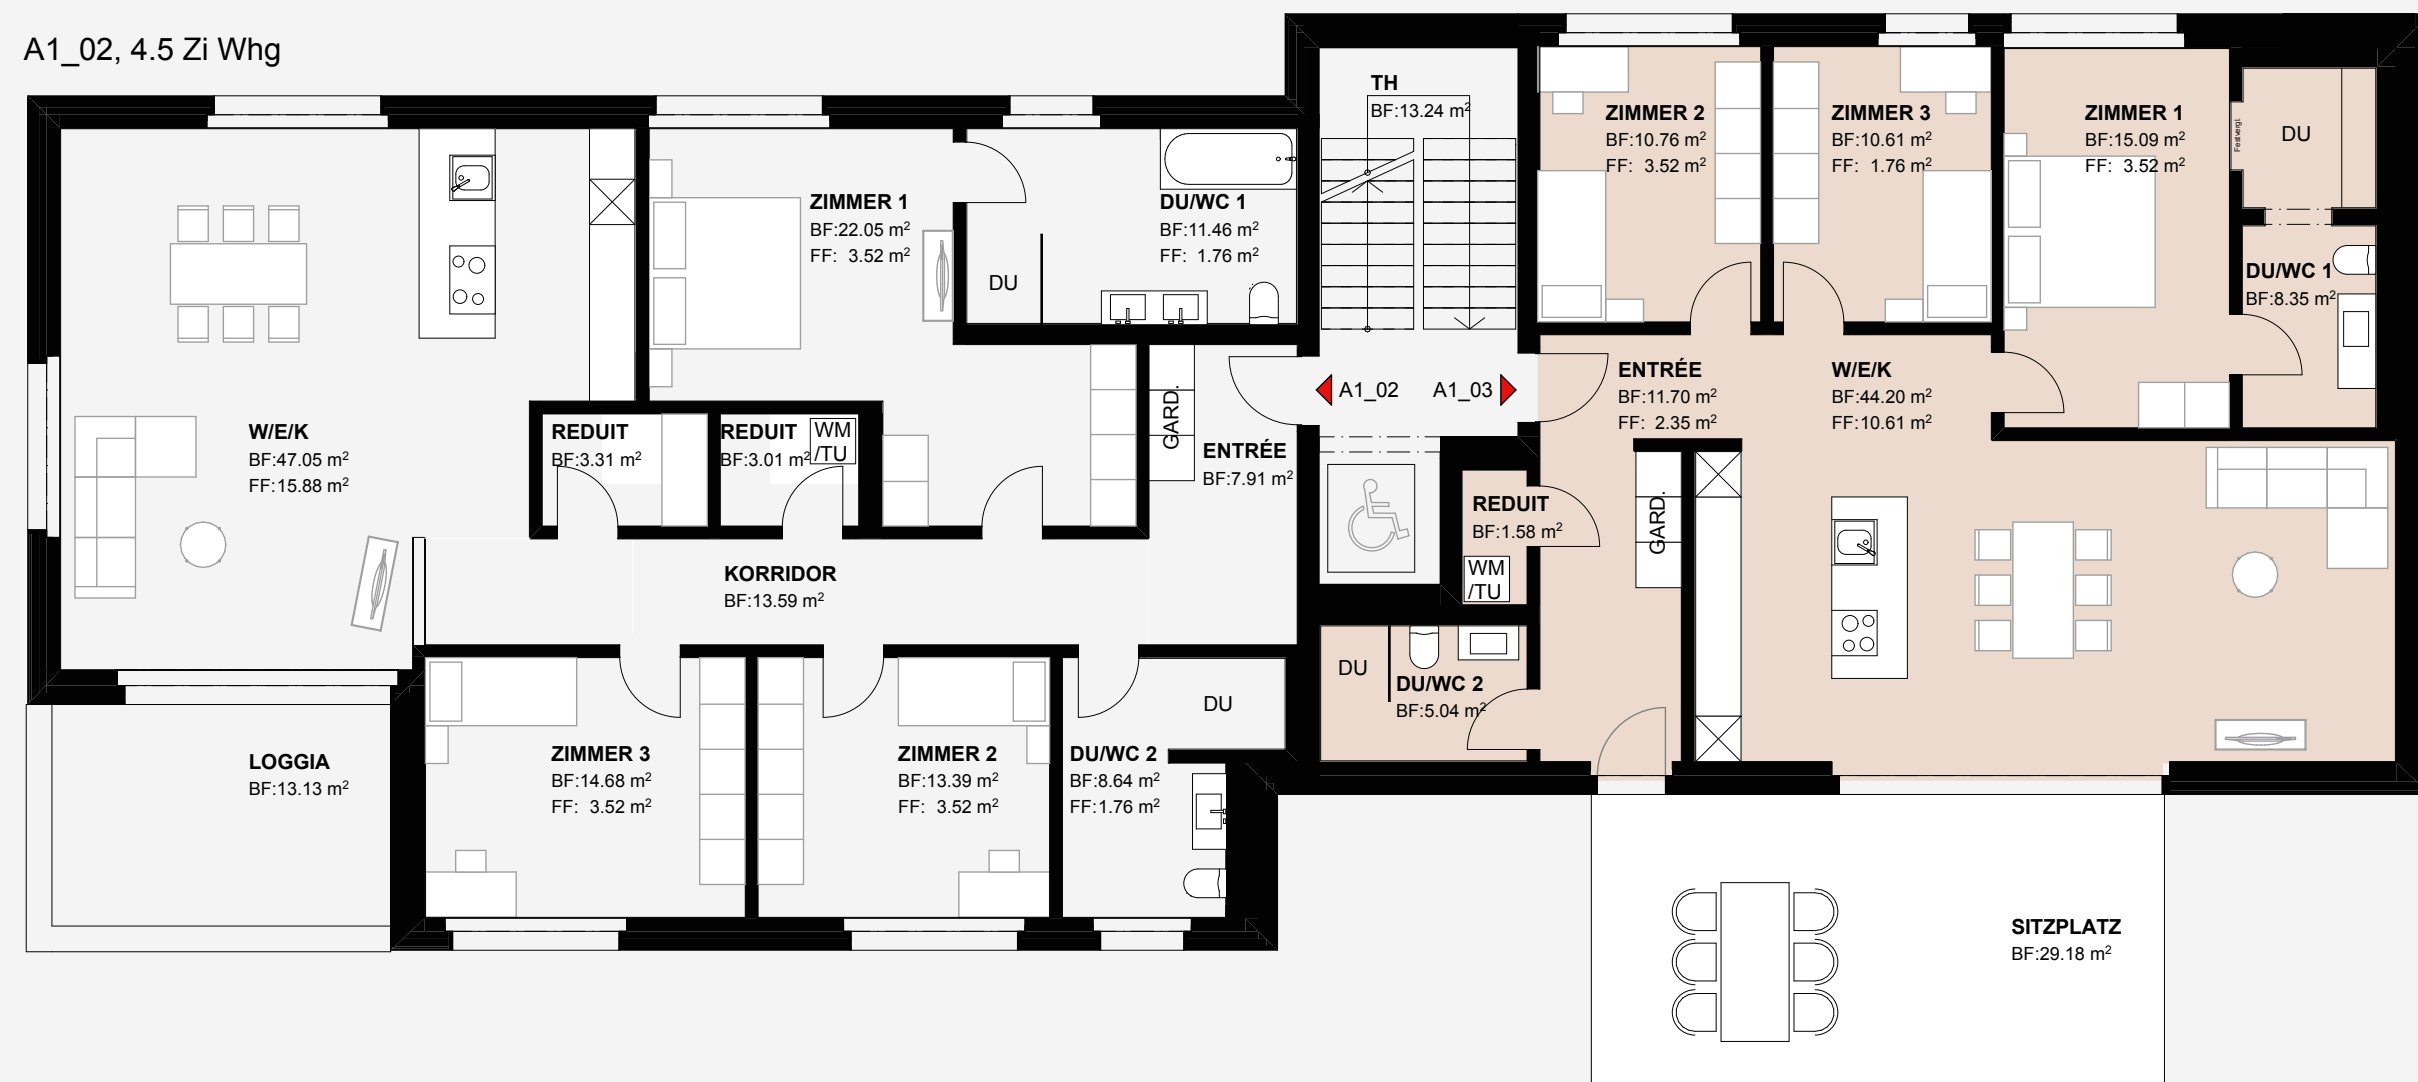 A1_02, 4.5 Zi Whg
TH
BF:13.24 m²
ZIMMER 2
BF:10.76 m²
FF: 3.52 m²
ZIMMER 3
BF:10.61 m²
FF: 1.76 m²
ZIMMER 1
BF:15.09 m²
FF: 3.52 m²
Festvergl.
DU
ZIMMER 1
BF:22.05 m²
FF: 3.52 m²
DU/WC 1
BF:11.46 m²
FF: 1.76 m²
DU
DU/WC 1
BF:8.35 m²
A1_02
A1_03
GARD.
ENTRÉE
BF:7.91 m²
ENTRÉE
BF:11.70 m²
FF: 2.35 m²
W/E/K
BF:44.20 m²
FF:10.61 m²
W/E/K
BF:47.05 m²
FF:15.88 m²
REDUIT
BF:3.31 m²
REDUIT
BF:3.01 m²
WM
/TU
REDUIT
BF:1.58 m²
WM
/TU
GARD.
KORRIDOR
BF:13.59 m²
DU
DU/WC 2
BF:5.04 m²
DU
LOGGIA
BF:13.13 m²
ZIMMER 3
BF:14.68 m²
FF: 3.52 m²
ZIMMER 2
BF:13.39 m²
FF: 3.52 m²
DU/WC 2
BF:8.64 m²
FF:1.76 m²
SITZPLATZ
BF:29.18 m²